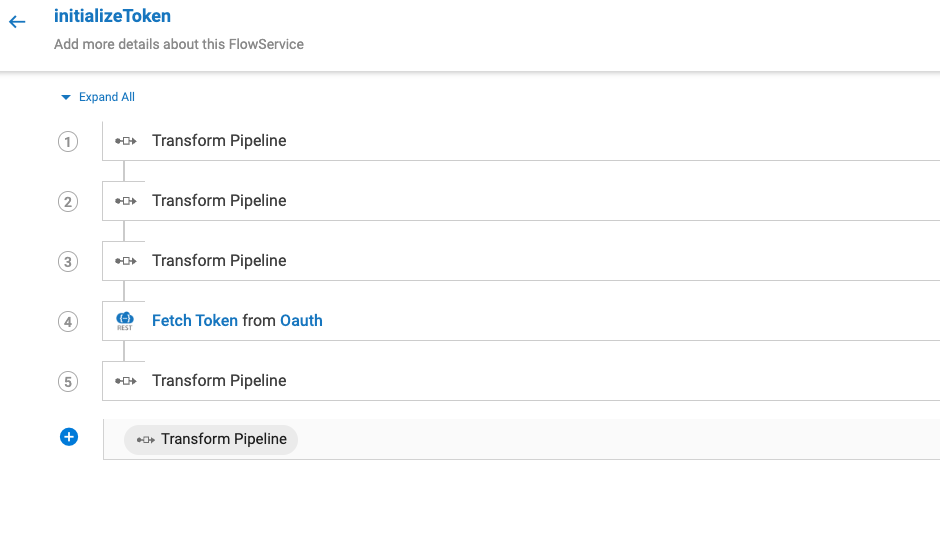 initializeToken
Add more details about this FlowService
Expand All
1 Transform Pipeline
2 Transform Pipeline
3 Transform Pipeline
4 REST Fetch Token from Oauth
5 Transform Pipeline
Transform Pipeline